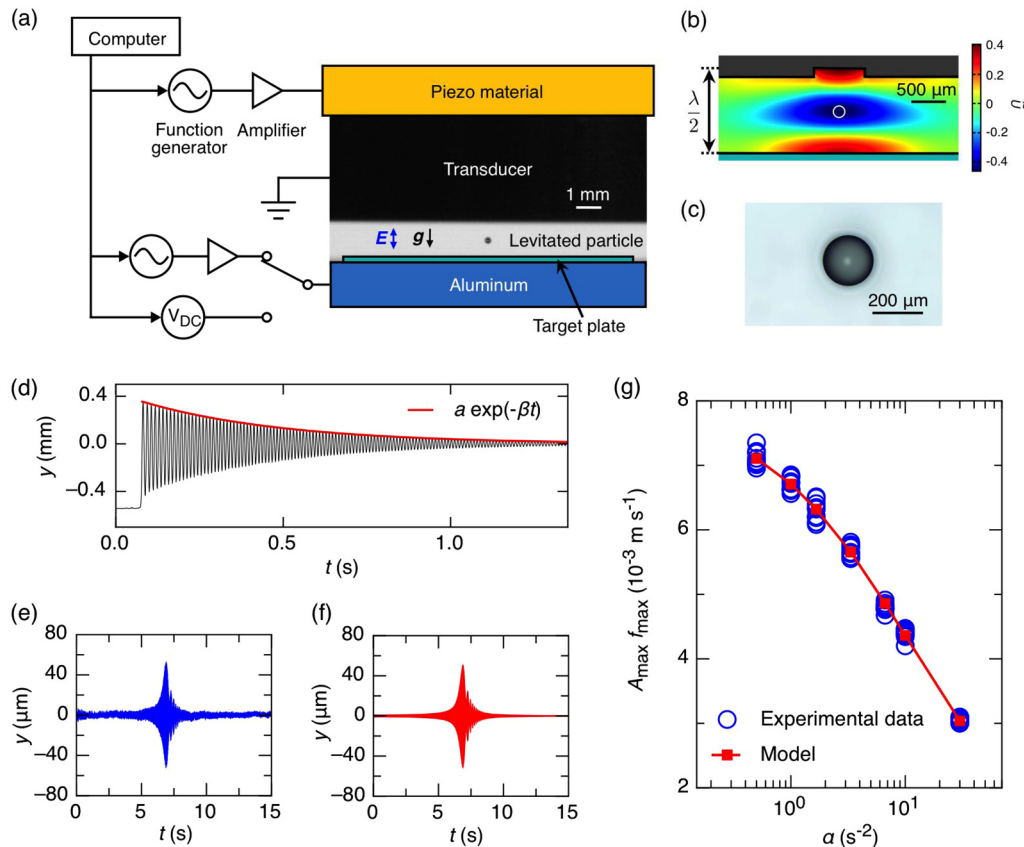 (a)
Computer
Function
generator
Amplifier
Piezo material
Transducer
1 mm
E
g
Levitated particle
Aluminum
Target plate
V_DC
(b)
λ/2
500 μm
0.4
0.2
0
-0.2
-0.4
(c)
200 μm
(d)
y (mm)
0.4
0.0
−0.4
a exp(-βt)
0.0
0.5
1.0
t (s)
(e)
y (μm)
80
40
0
−40
−80
0
5
10
15
t (s)
(f)
y (μm)
80
40
0
−40
−80
0
5
10
15
t (s)
(g)
A_max f_max (10⁻³ m s⁻¹)
8
6
4
2
Experimental data
Model
10⁰
10¹
α (s⁻²)